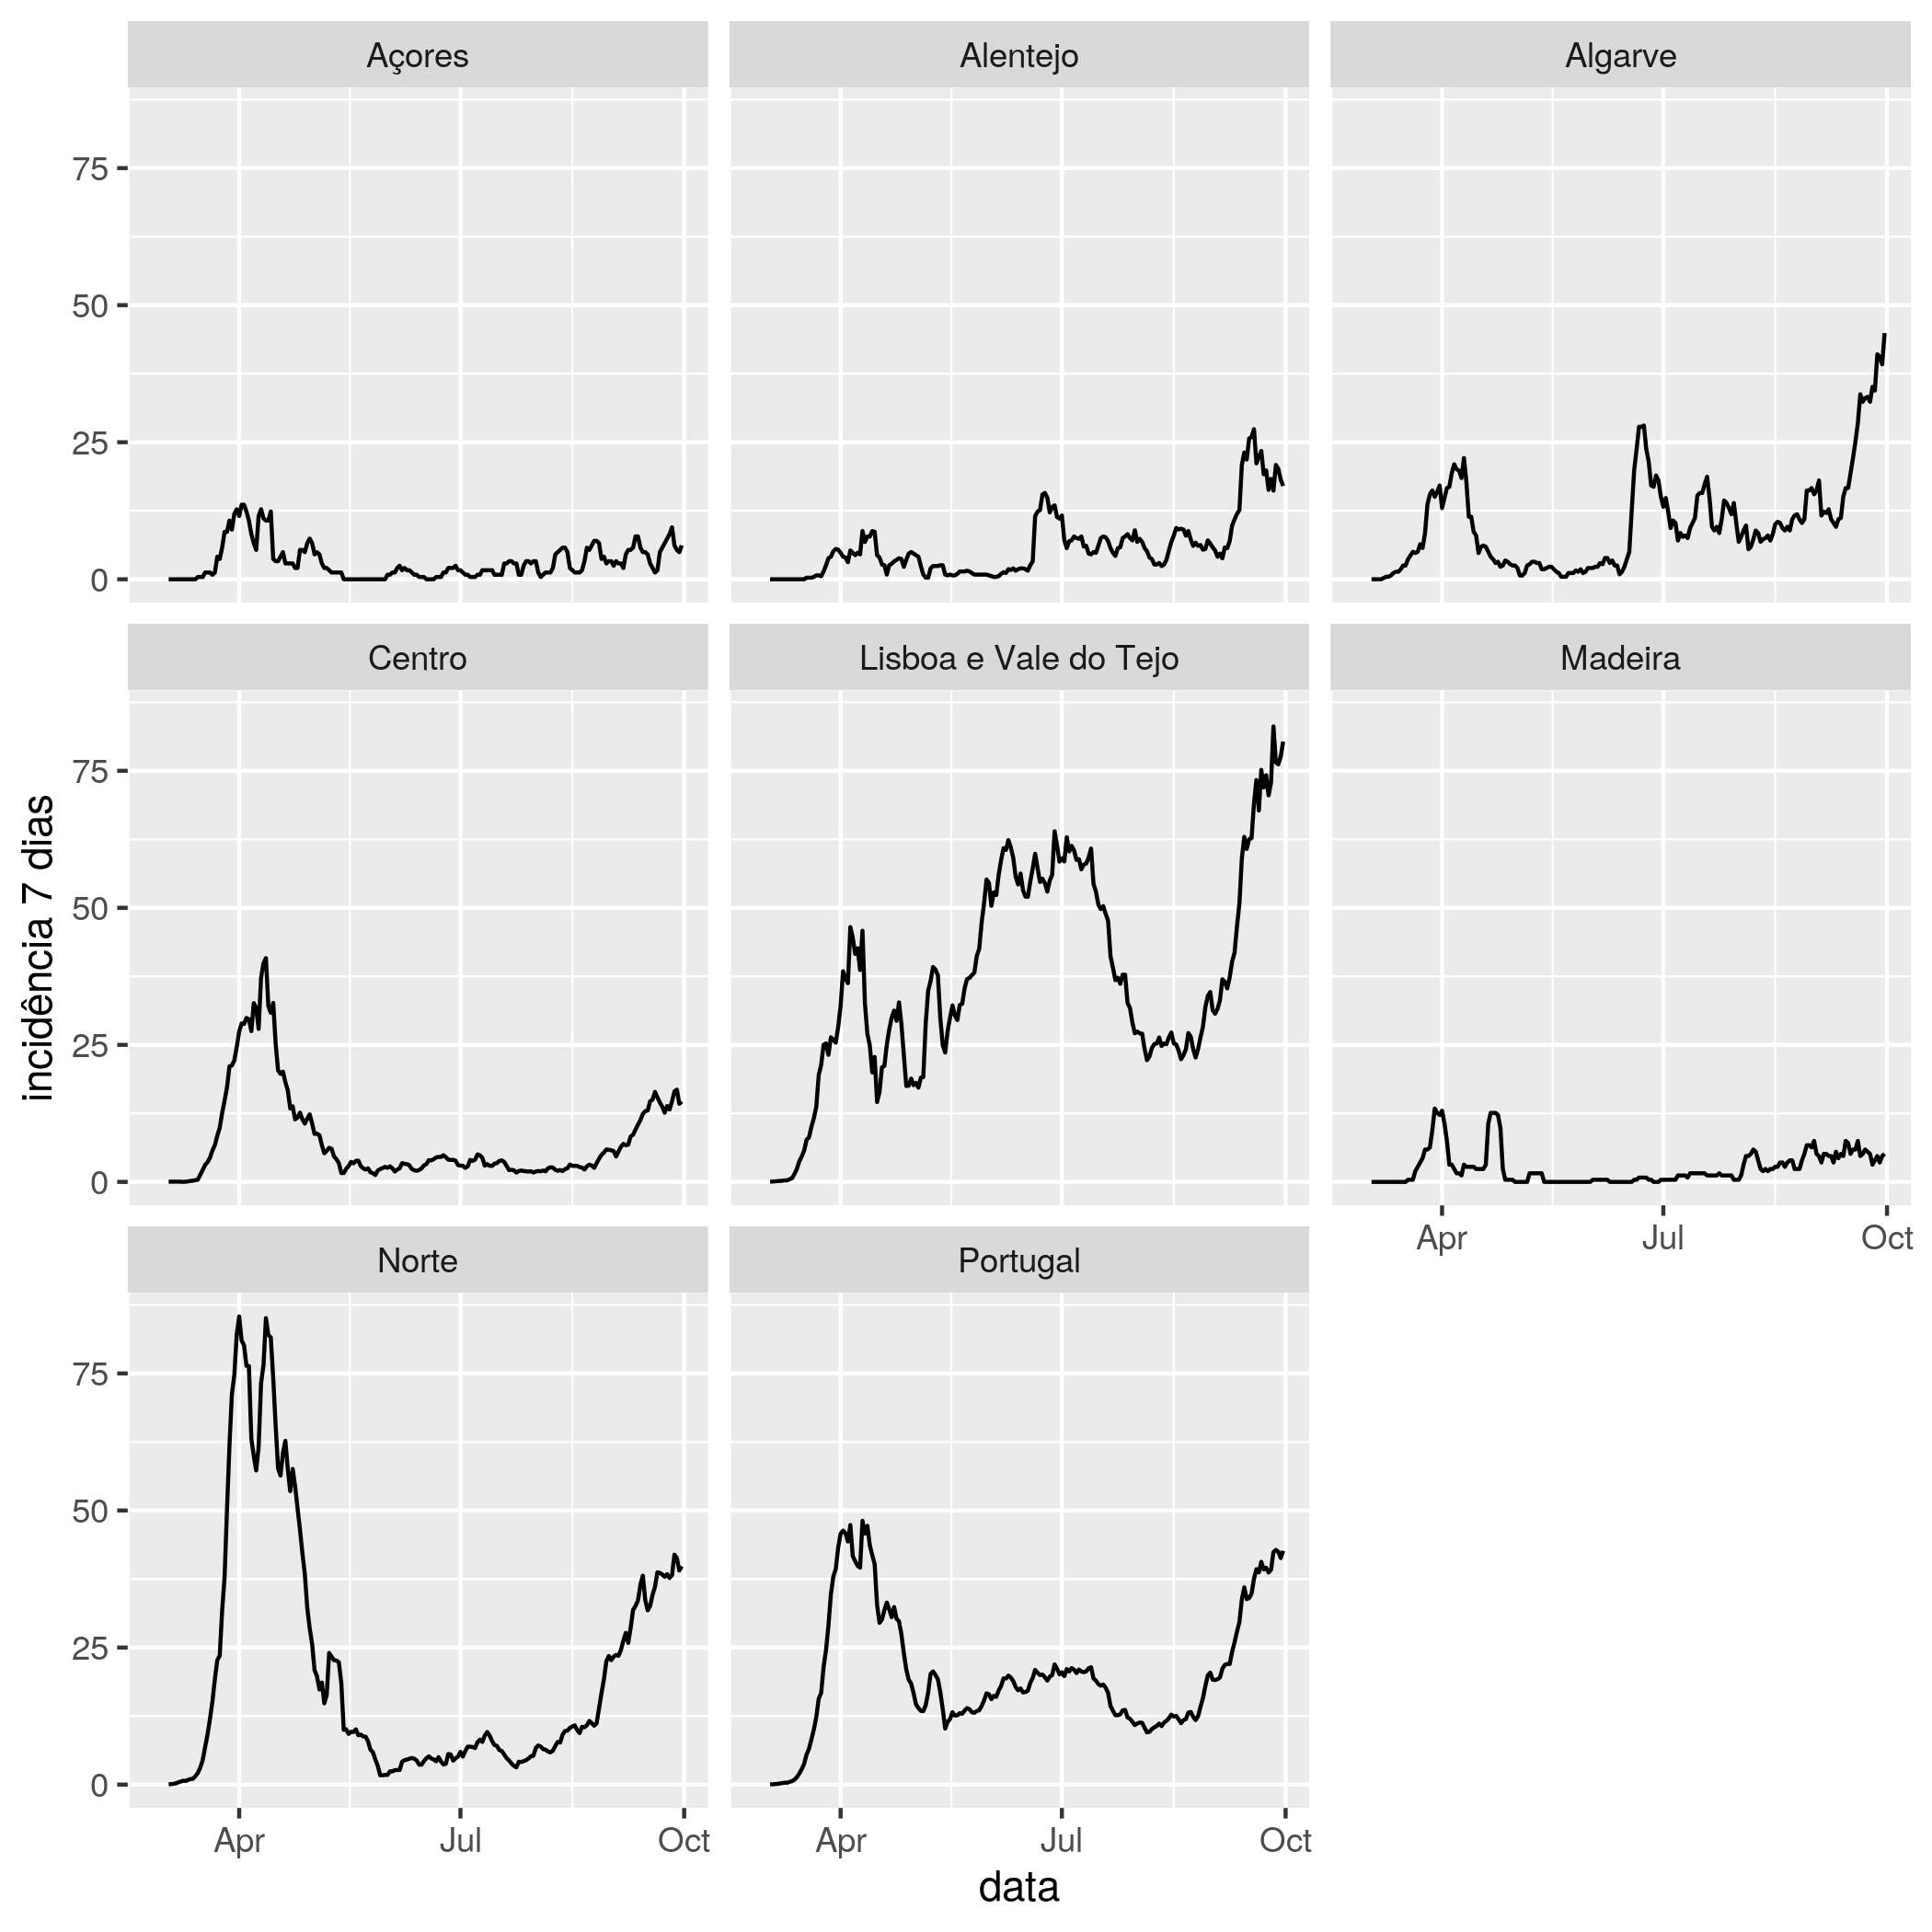 Açores
Alentejo
Algarve
75
50
25
0
Centro
Lisboa e Vale do Tejo
Madeira
75
50
25
0
Apr
Jul
Oct
Norte
Portugal
75
50
25
0
Apr
Jul
Oct
Apr
Jul
Oct
data
incidência 7 dias